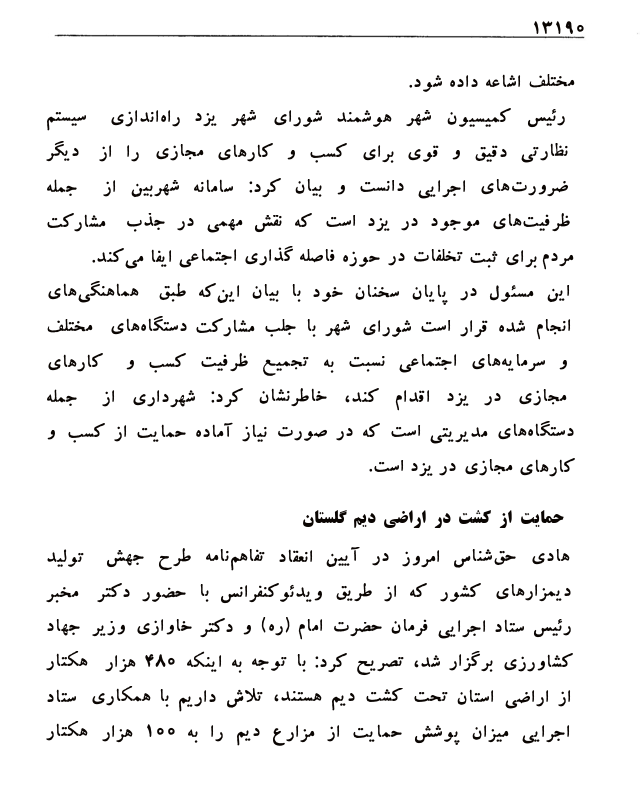 ۱۳۱۹۰
مختلف اشاعه داده شود.
رئیس کمیسیون شهر هوشمند شورای شهر یزد راه‌اندازی سیستم
نظارتی دقیق و قوی برای کسب و کارهای مجازی را از دیگر
ضرورت‌های اجرایی دانست و بیان کرد: سامانه شهربین از جمله
ظرفیت‌های موجود در یزد است که نقش مهمی در جذب مشارکت
مردم برای ثبت تخلفات در حوزه فاصله گذاری اجتماعی ایفا می‌کند.
این مسئول در پایان سخنان خود با بیان این‌که طبق هماهنگی‌های
انجام شده قرار است شورای شهر با جلب مشارکت دستگاه‌های مختلف
و سرمایه‌های اجتماعی نسبت به تجمیع ظرفیت کسب و کارهای
مجازی در یزد اقدام کند، خاطرنشان کرد: شهرداری از جمله
دستگاه‌های مدیریتی است که در صورت نیاز آماده حمایت از کسب و
کارهای مجازی در یزد است.
حمایت از کشت در اراضی دیم گلستان
هادی حق‌شناس امروز در آیین انعقاد تفاهم‌نامه طرح جهش تولید
دیمزارهای کشور که از طریق ویدئوکنفرانس با حضور دکتر مخبر
رئیس ستاد اجرایی فرمان حضرت امام (ره) و دکتر خاوازی وزیر جهاد
کشاورزی برگزار شد، تصریح کرد: با توجه به اینکه ۴۸۰ هزار هکتار
از اراضی استان تحت کشت دیم هستند، تلاش داریم با همکاری ستاد
اجرایی میزان پوشش حمایت از مزارع دیم را به ۱۰۰ هزار هکتار